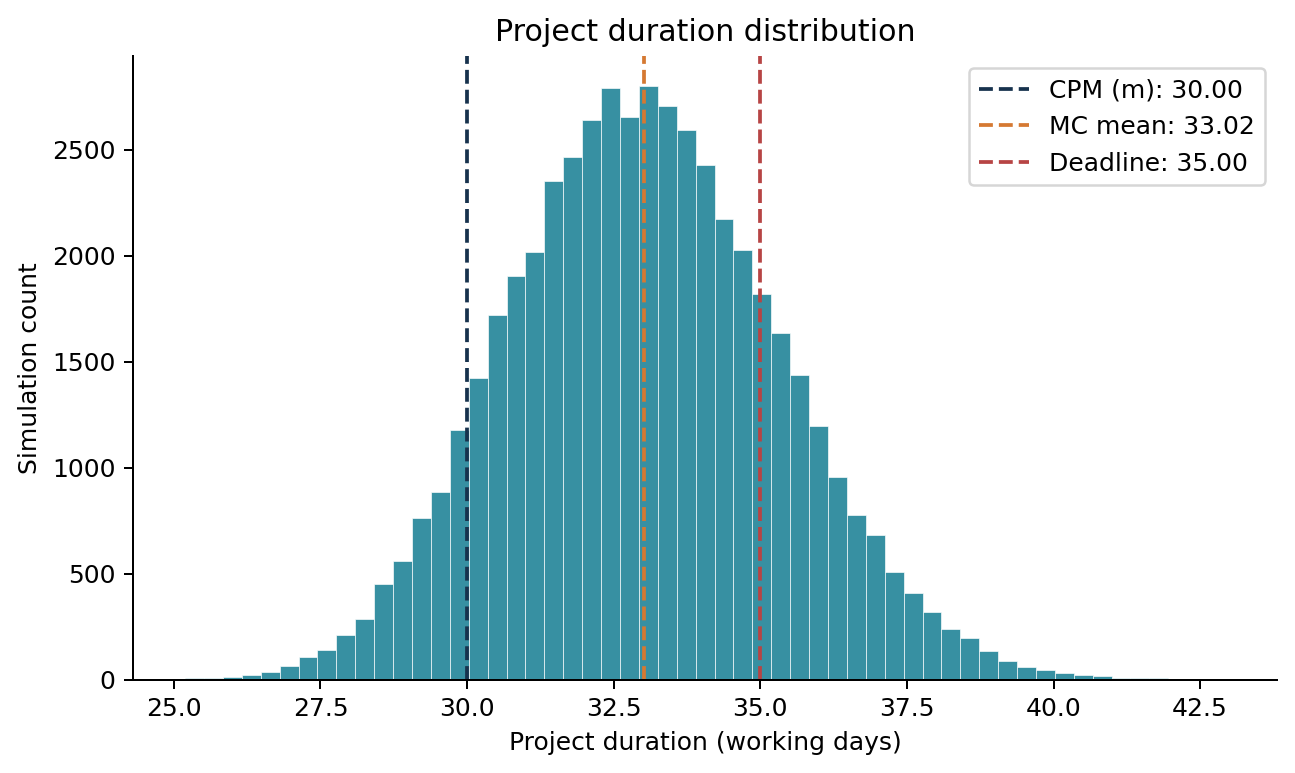 Project duration distribution
CPM (m): 30.00
MC mean: 33.02
Deadline: 35.00
Simulation count
2500
2000
1500
1000
500
0
25.0 27.5 30.0 32.5 35.0 37.5 40.0 42.5
Project duration (working days)